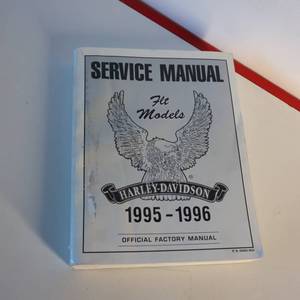 SERVICE MANUAL
Flt
Models
HARLEY-DAVIDSON
®
1995-1996
OFFICIAL FACTORY MANUAL